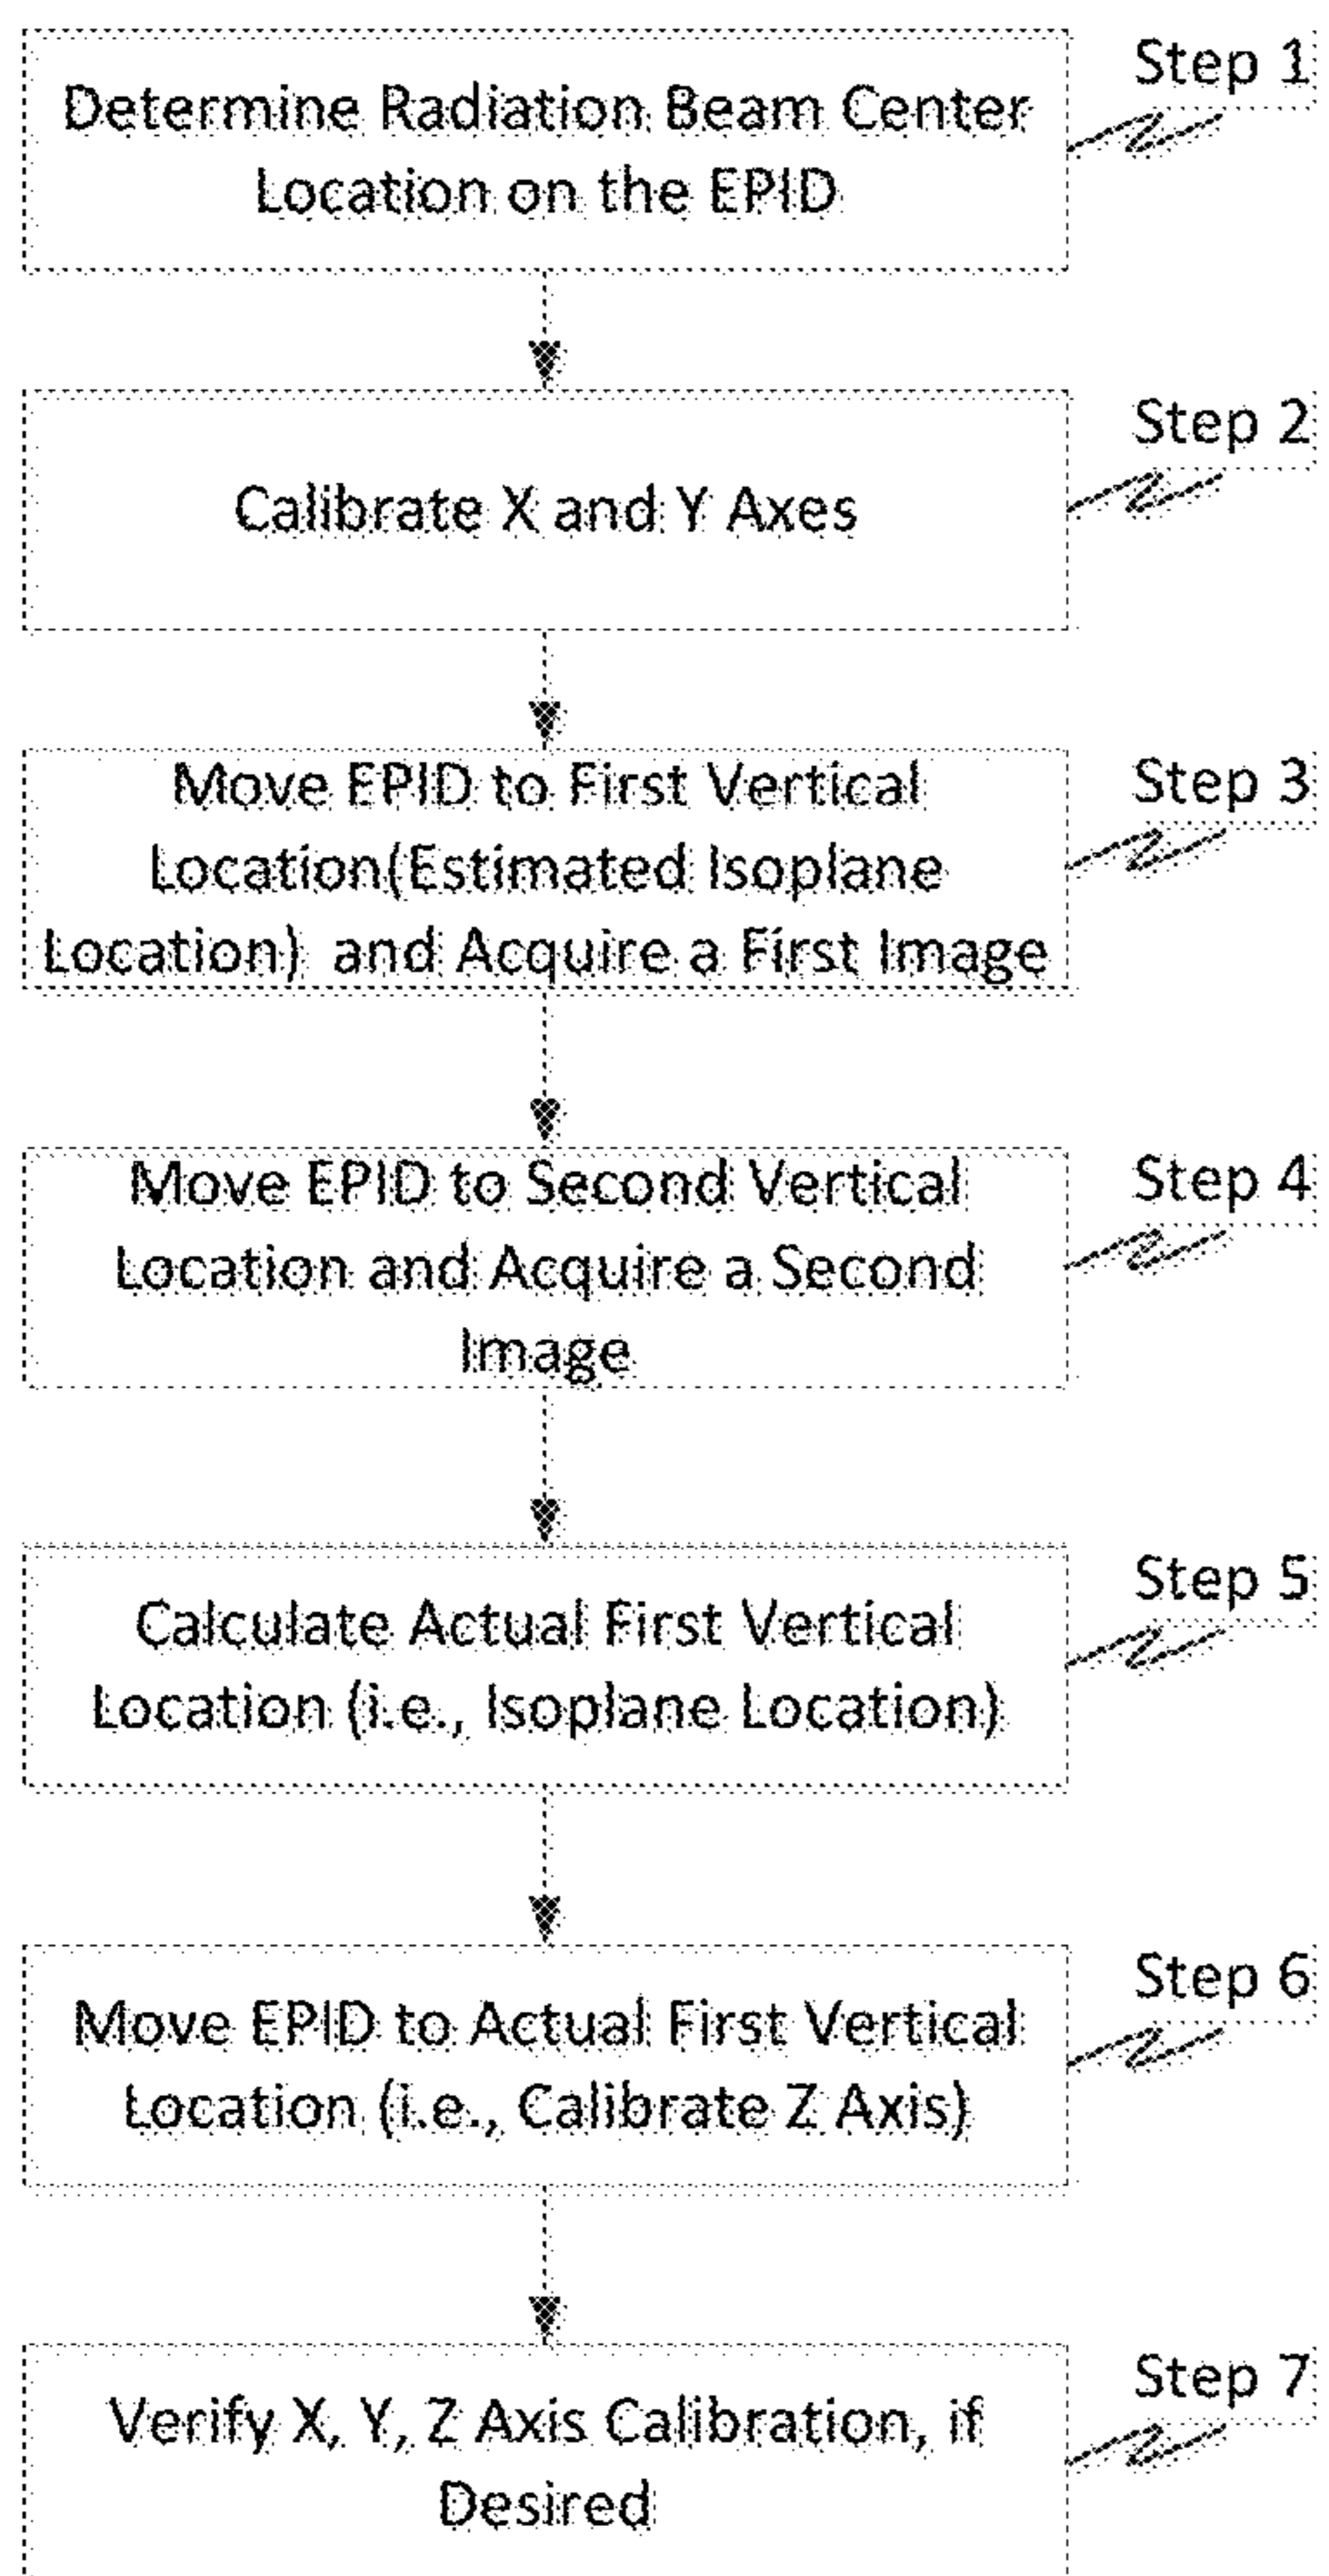 Step 1
Determine Radiation Beam Center
Location on the EPID
Step 2
Calibrate X and Y Axes
Step 3
Move EPID to First Vertical
Location(Estimated Isoplane
Location) and Acquire a First Image
Step 4
Move EPID to Second Vertical
Location and Acquire a Second
Image
Step 5
Calculate Actual First Vertical
Location (i.e., Isoplane Location)
Step 6
Move EPID to Actual First Vertical
Location (i.e., Calibrate Z Axis)
Step 7
Verify X, Y, Z Axis Calibration, if
Desired